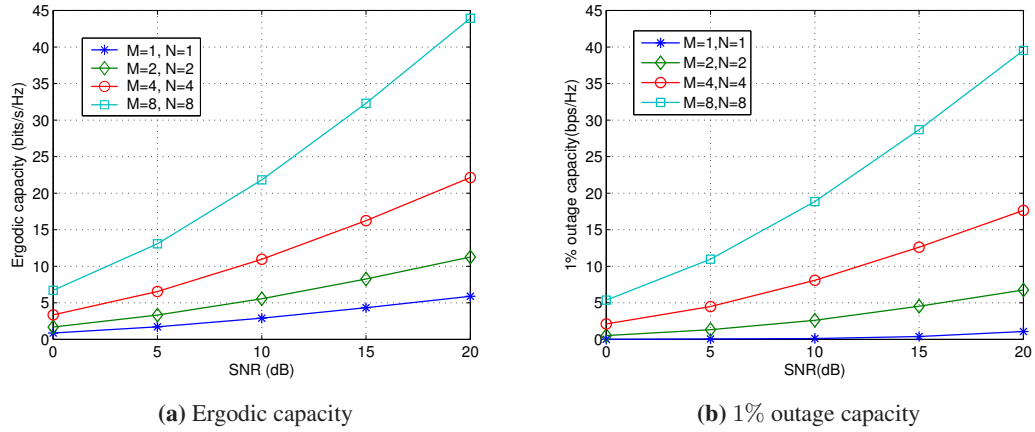 45
40
35
30
25
20
15
10
5
0
Ergodic capacity (bits/s/Hz)
M=1, N=1
M=2, N=2
M=4, N=4
M=8, N=8
0 5 10 15 20
SNR (dB)
(a) Ergodic capacity
45
40
35
30
25
20
15
10
5
0
1% outage capacity(bps/Hz)
M=1,N=1
M=2,N=2
M=4,N=4
M=8,N=8
0 5 10 15 20
SNR(dB)
(b) 1% outage capacity